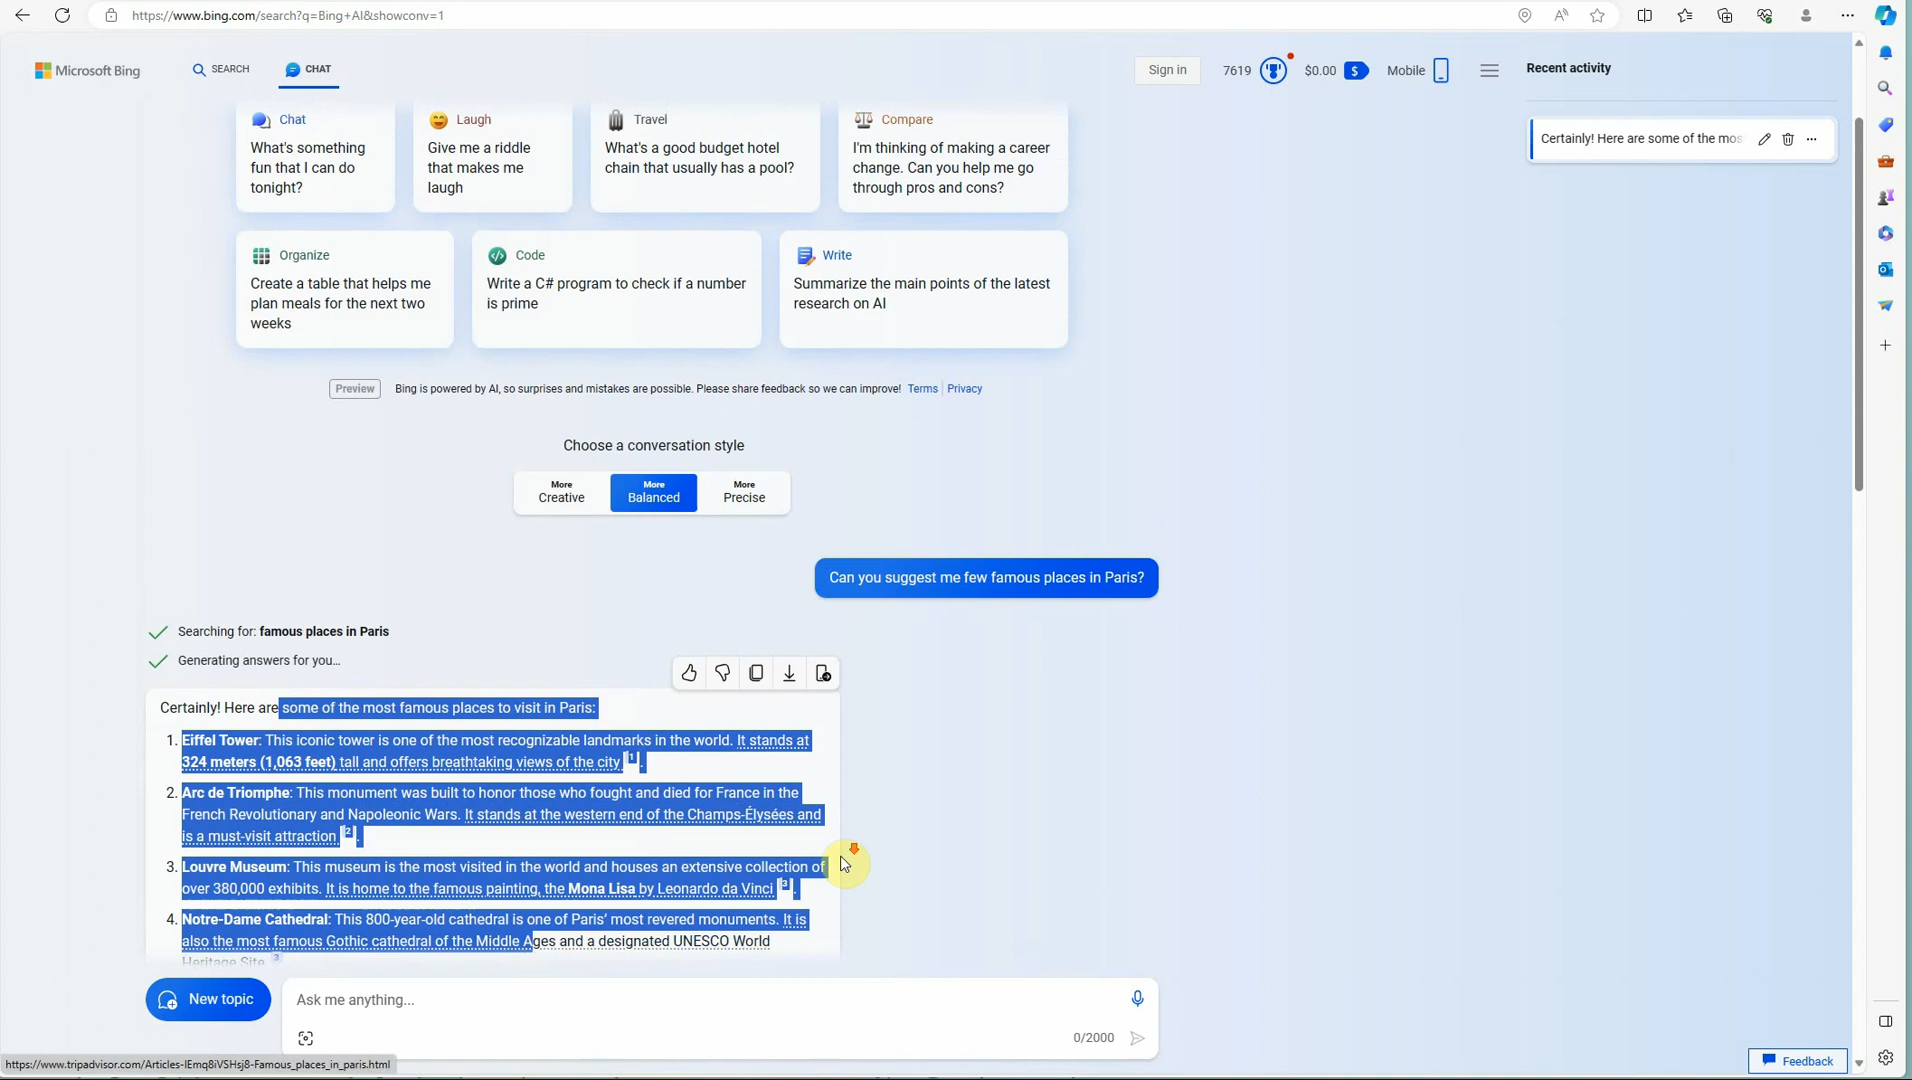 https://www.bing.com/search?q=Bing+AI&showconv=1
Microsoft Bing
SEARCH
CHAT
Sign in
7619
$0.00
$
Mobile
Recent activity
Certainly! Here are some of the mos
Chat
What's something
fun that I can do
tonight?
Laugh
Give me a riddle
that makes me
laugh
Travel
What's a good budget hotel
chain that usually has a pool?
Compare
I'm thinking of making a career
change. Can you help me go
through pros and cons?
Organize
Create a table that helps me
plan meals for the next two
weeks
Code
Write a C# program to check if a number
is prime
Write
Summarize the main points of the latest
research on AI
Preview
Bing is powered by AI, so surprises and mistakes are possible. Please share feedback so we can improve! Terms Privacy
Choose a conversation style
More
Creative
More
Balanced
More
Precise
Can you suggest me few famous places in Paris?
Searching for: famous places in Paris
Generating answers for you...
Certainly! Here are some of the most famous places to visit in Paris:
1. Eiffel Tower: This iconic tower is one of the most recognizable landmarks in the world. It stands at
324 meters (1,063 feet) tall and offers breathtaking views of the city 1.
2. Arc de Triomphe: This monument was built to honor those who fought and died for France in the
French Revolutionary and Napoleonic Wars. It stands at the western end of the Champs-Élysées and
is a must-visit attraction 2.
3. Louvre Museum: This museum is the most visited in the world and houses an extensive collection of
over 380,000 exhibits. It is home to the famous painting, the Mona Lisa by Leonardo da Vinci 3.
4. Notre-Dame Cathedral: This 800-year-old cathedral is one of Paris' most revered monuments. It is
also the most famous Gothic cathedral of the Middle Ages and a designated UNESCO World
Heritage Site 3
New topic
Ask me anything...
0/2000
Feedback
https://www.tripadvisor.com/Articles-lEmq8iVSHsj8-Famous_places_in_paris.html